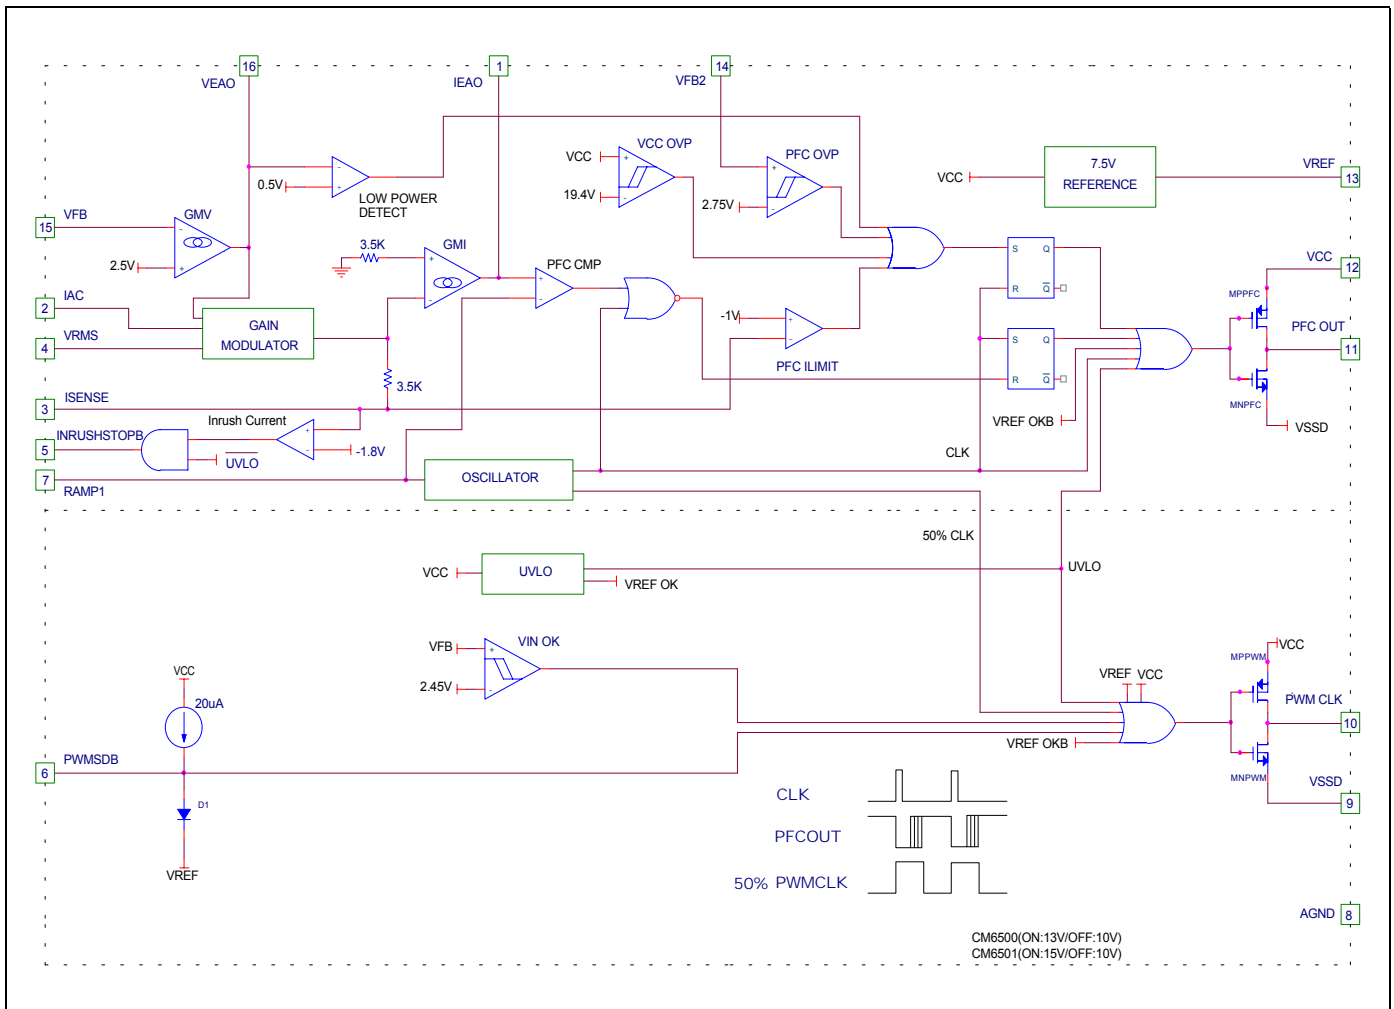 16
1
14
VEAO
IEAO
VFB2
VCC OVP
PFC OVP
VCC
+
-
19.4V
+
-
2.75V
7.5V
REFERENCE
VCC
VREF
13
-
+
0.5V
LOW POWER
DETECT
VFB
15
GMV
-
+
2.5V
3.5K
GMI
+
-
PFC CMP
+
-
S
Q
R
Q
VCC
12
IAC
2
VRMS
4
GAIN
MODULATOR
-1V
+
-
PFC ILIMIT
S
Q
R
Q
MPPFC
PFC OUT
11
MNPFC
3.5K
ISENSE
3
Inrush Current
+
-
-1.8V
INRUSHSTOPB
5
UVLO
VREF OKB
VSSD
7
RAMP1
OSCILLATOR
CLK
50% CLK
VCC
UVLO
VREF OK
UVLO
VFB
+
-
VIN OK
2.45V
VCC
20uA
VREF
VCC
MPPWM
VCC
PWM CLK
10
VREF OKB
MNPWM
VSSD
9
PWMSDB
6
D1
VREF
CLK
PFCOUT
50% PWMCLK
AGND
8
CM6500(ON:13V/OFF:10V)
CM6501(ON:15V/OFF:10V)